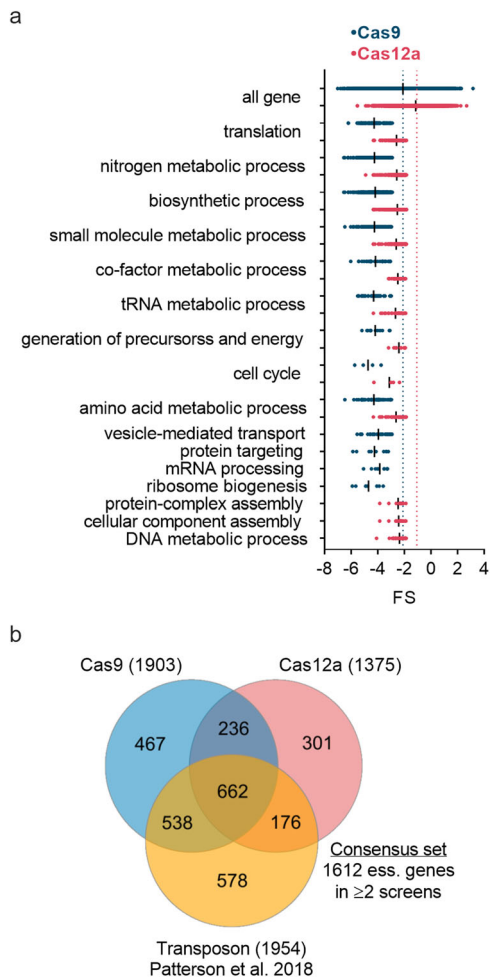 a
•Cas9
•Cas12a
all gene
translation
nitrogen metabolic process
biosynthetic process
small molecule metabolic process
co-factor metabolic process
tRNA metabolic process
generation of precursorss and energy
cell cycle
amino acid metabolic process
vesicle-mediated transport
protein targeting
mRNA processing
ribosome biogenesis
protein-complex assembly
cellular component assembly
DNA metabolic process
-8 -6 -4 -2 0 2 4
FS
b
Cas9 (1903)
Cas12a (1375)
467
236
301
662
538
176
578
Consensus set
1612 ess. genes
in ≥2 screens
Transposon (1954)
Patterson et al. 2018